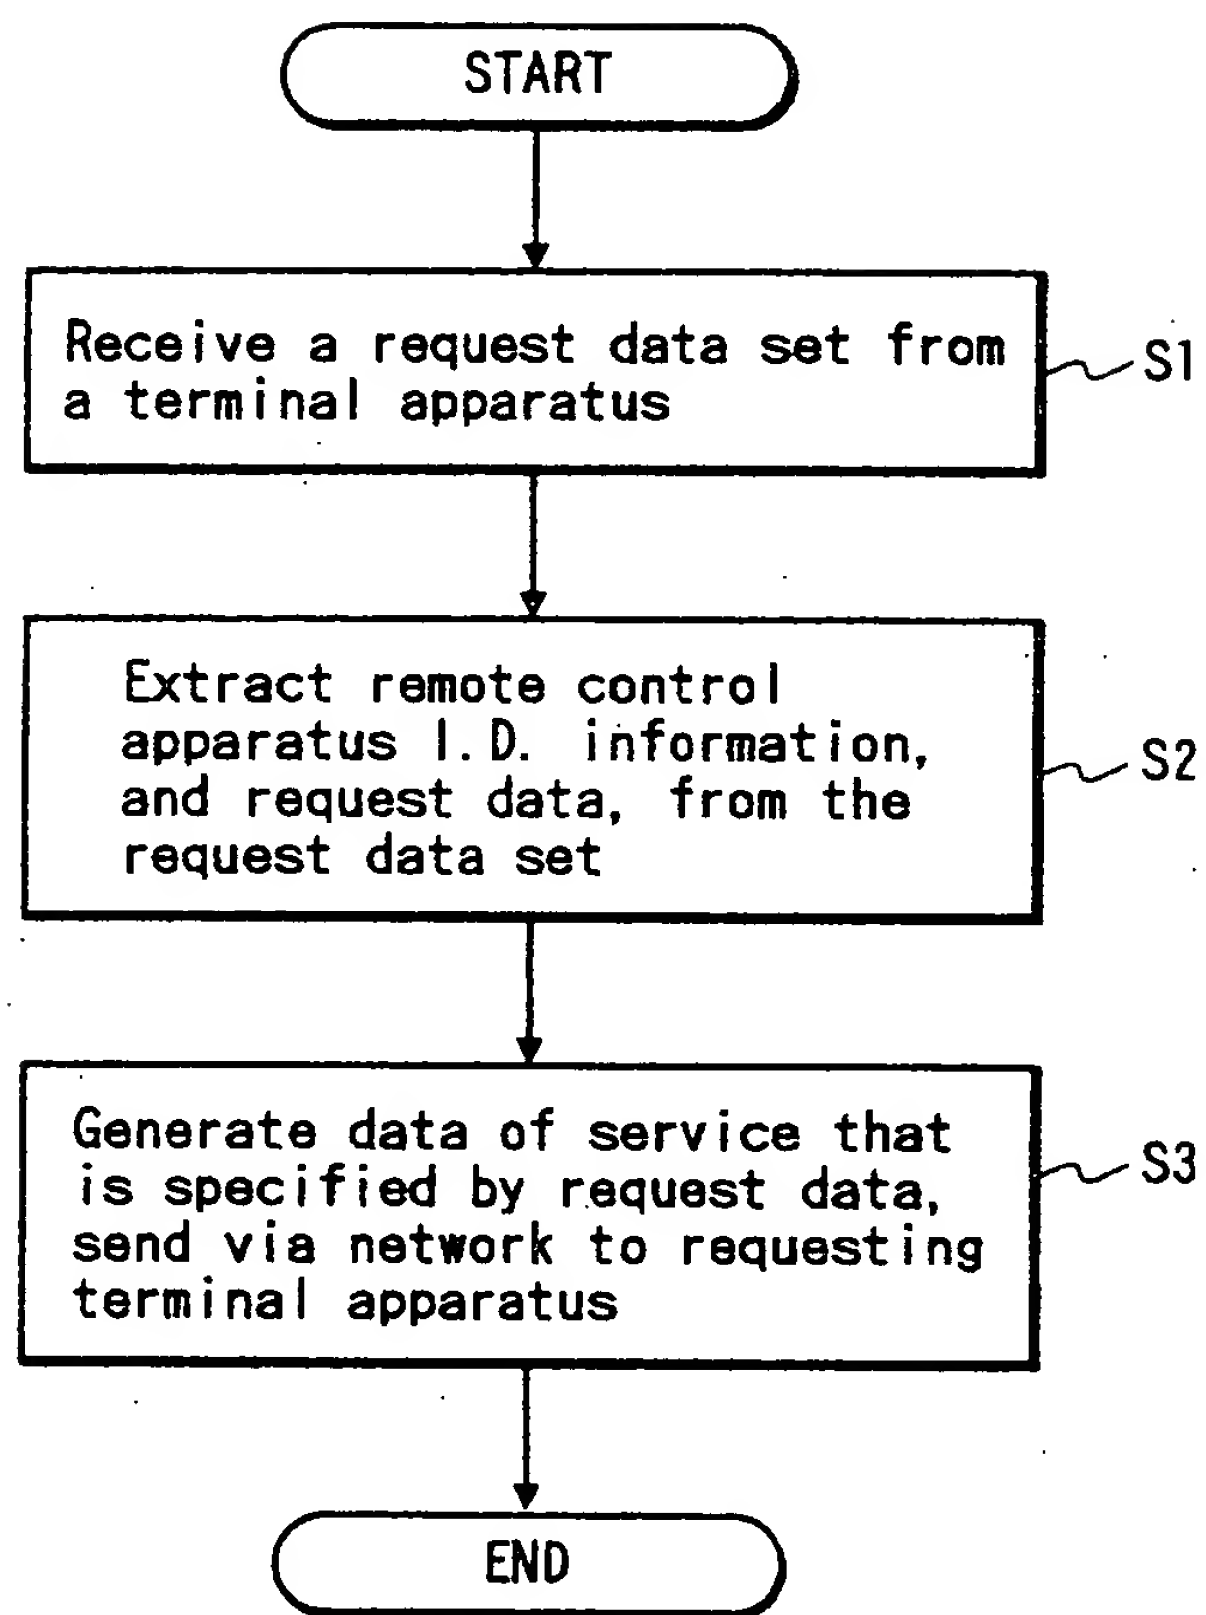 START
Receive a request data set from
a terminal apparatus
S1
Extract remote control
apparatus I.D. information,
and request data, from the
request data set
S2
Generate data of service that
is specified by request data,
send via network to requesting
terminal apparatus
S3
END